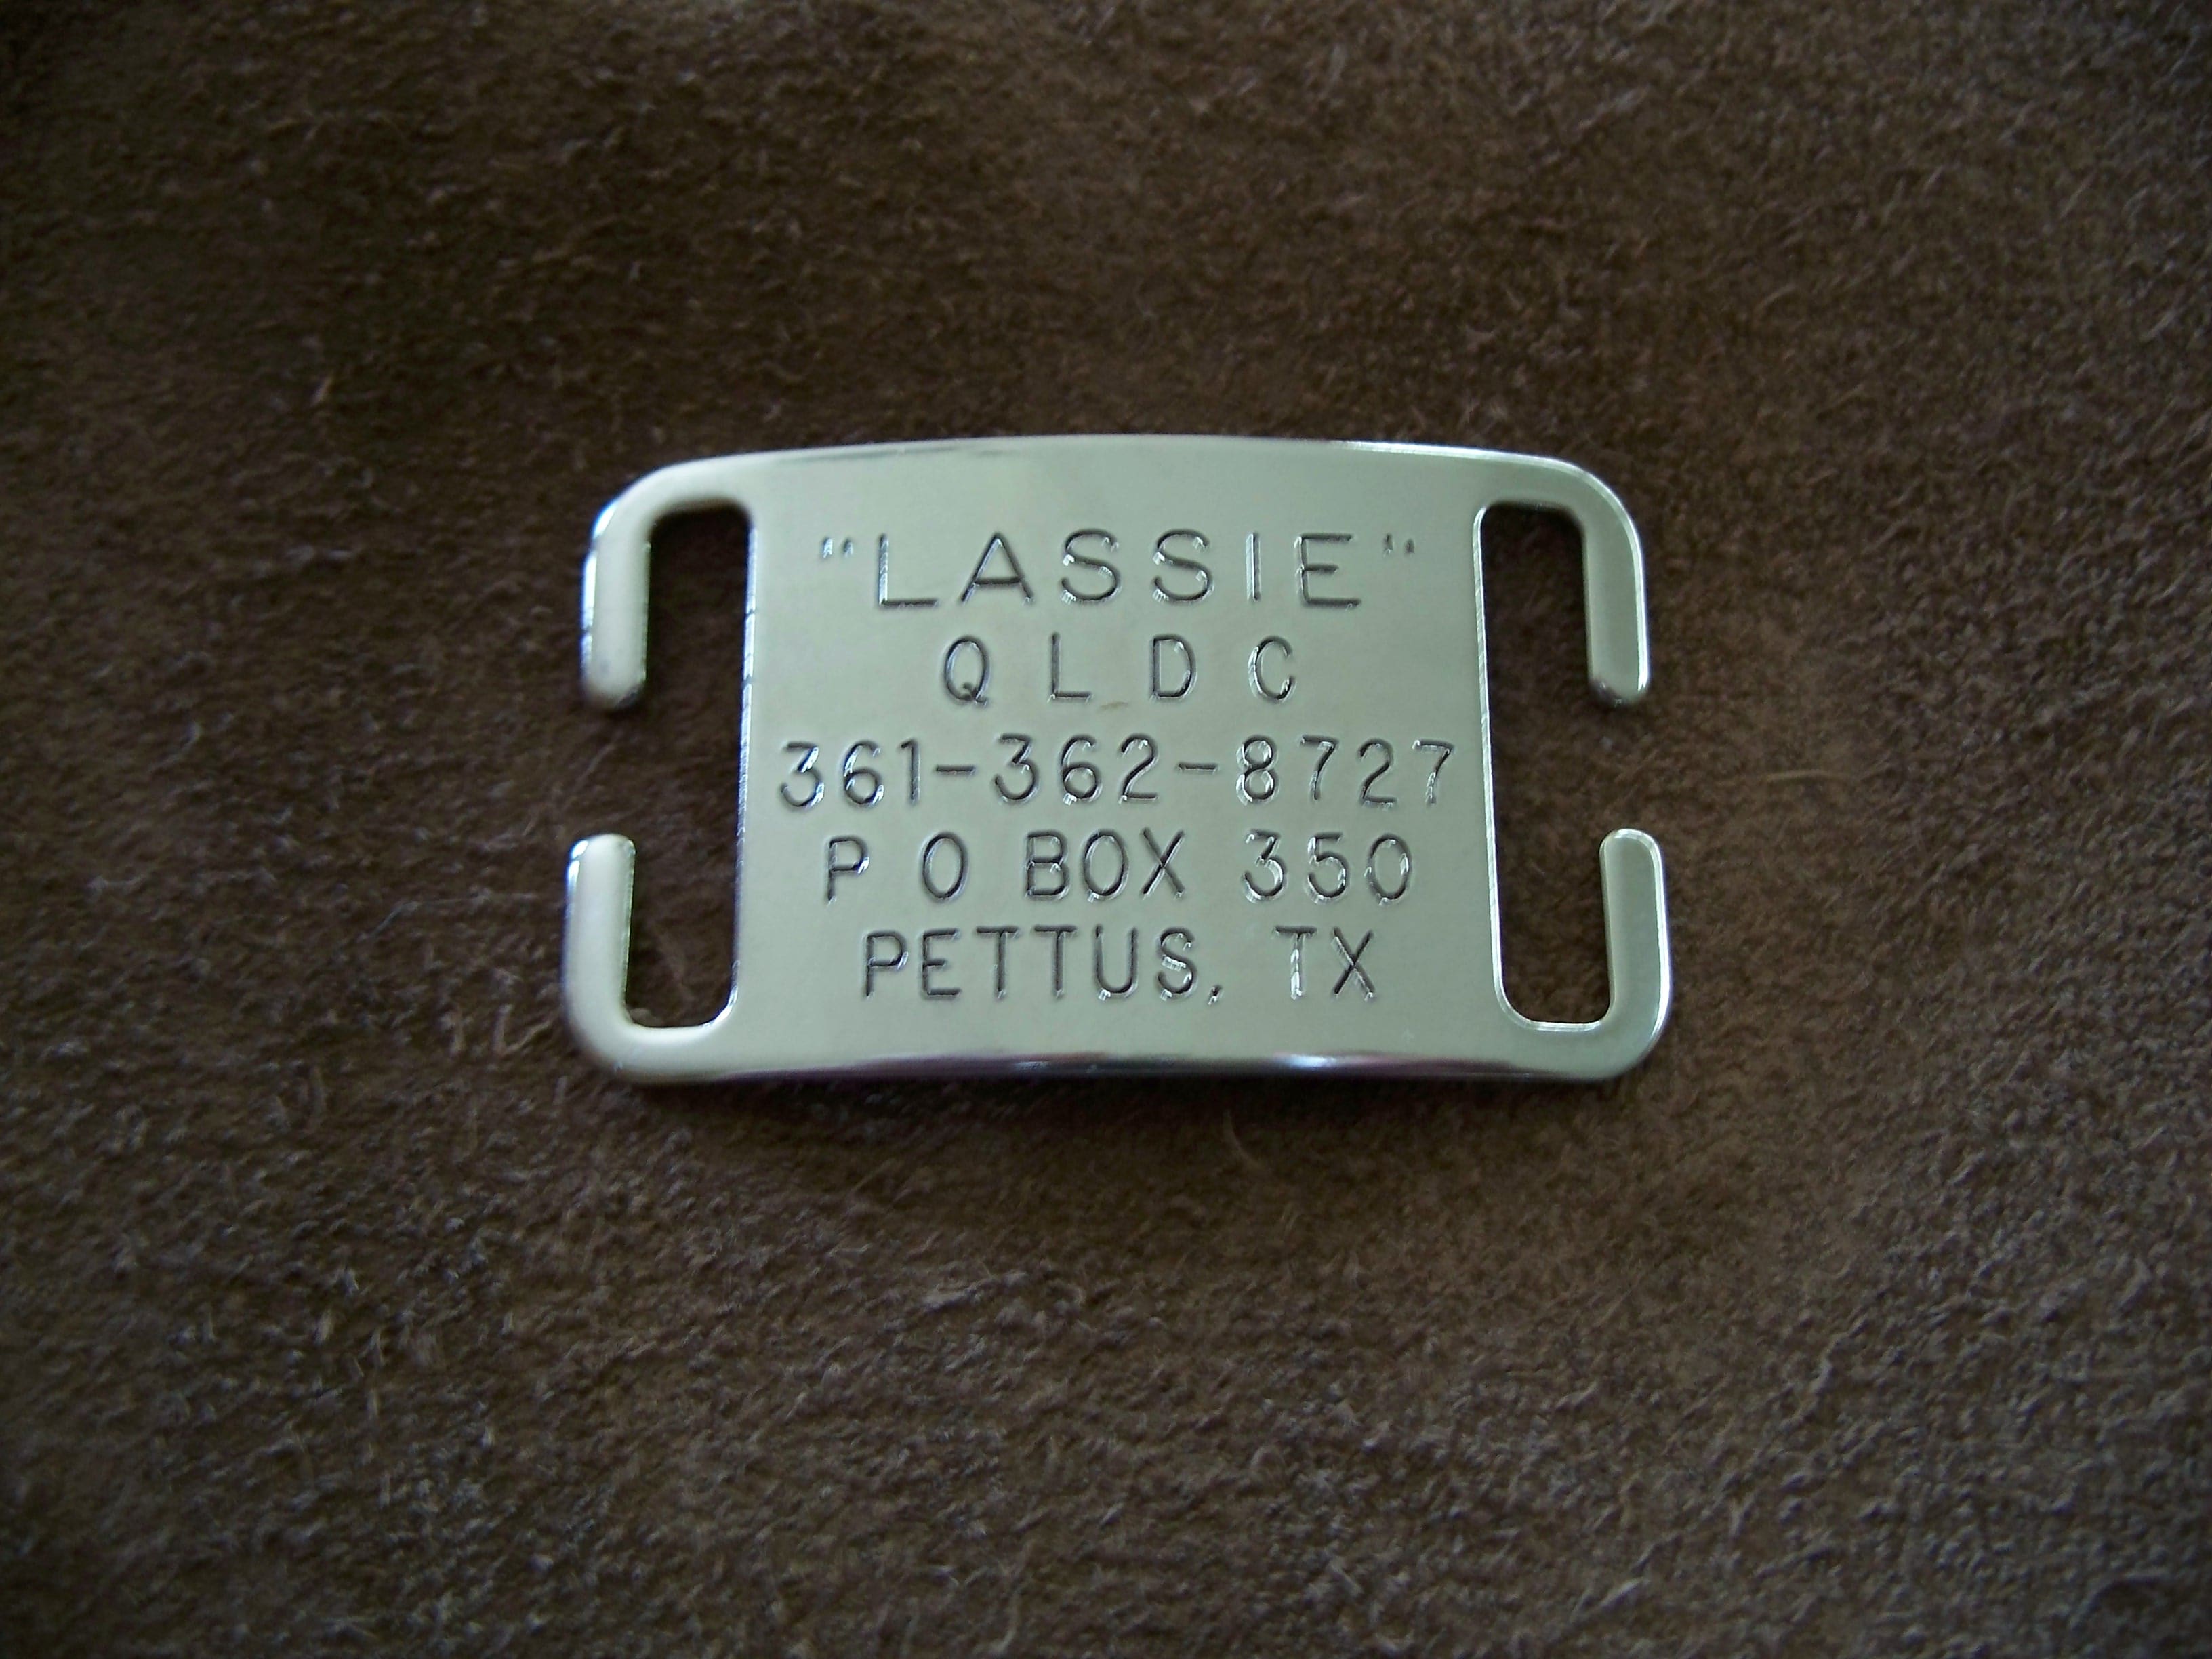 "LASSIE"
Q L D C
361-362-8727
P O BOX 350
PETTUS, TX